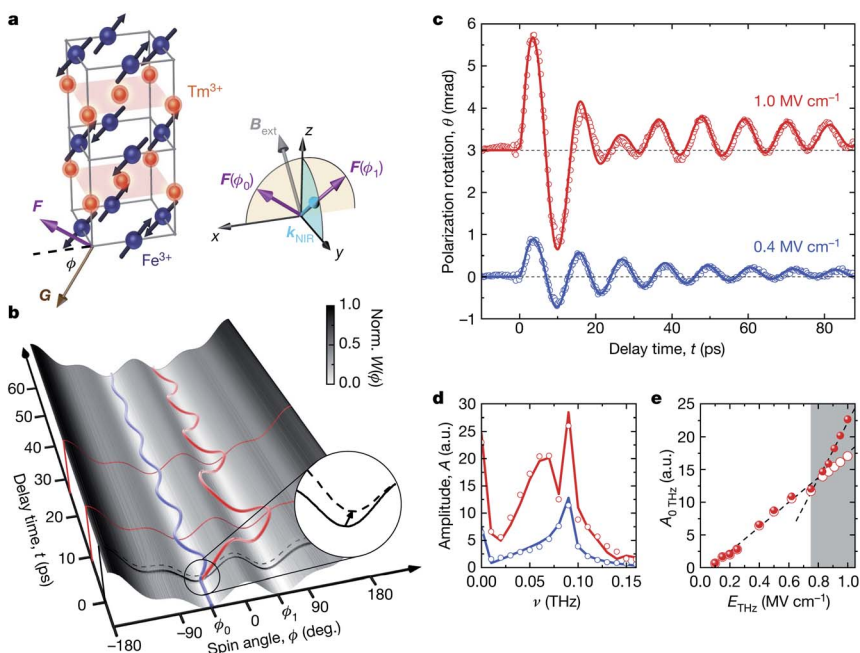 a
Tm³⁺
F
ϕ
Fe³⁺
G
B_ext
z
F(ϕ₀)
F(ϕ₁)
k_NIR
x
y
b
1.0
0.5
0.0
Norm. W(ϕ)
60
50
40
30
20
10
0
Delay time, t (ps)
−180
−90
ϕ₀
0
ϕ₁
90
180
Spin angle, ϕ (deg.)
c
6
5
4
3
2
1
0
−1
Polarization rotation, θ (mrad)
1.0 MV cm⁻¹
0.4 MV cm⁻¹
0
20
40
60
80
Delay time, t (ps)
d
30
25
20
15
10
5
0
Amplitude, A (a.u.)
0.00
0.05
0.10
0.15
ν (THz)
e
25
20
15
10
5
0
A₀ THz (a.u.)
0.0
0.2
0.4
0.6
0.8
1.0
E_THz (MV cm⁻¹)